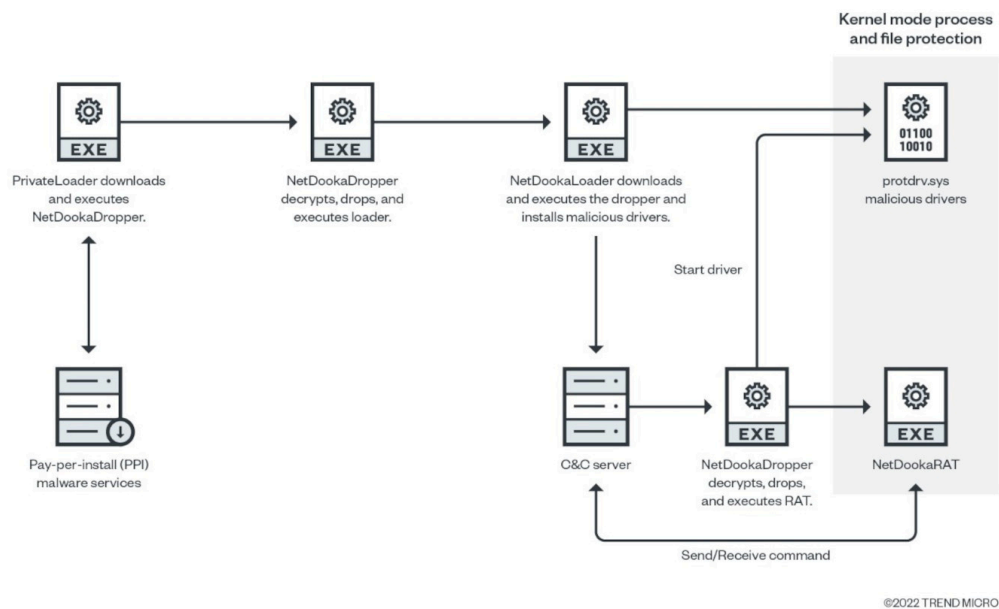 Kernel mode process
and file protection
EXE
PrivateLoader downloads
and executes
NetDookaDropper.
EXE
NetDookaDropper
decrypts, drops, and
executes loader.
EXE
NetDookaLoader downloads
and executes the dropper and
installs malicious drivers.
01100
10010
protdrv.sys
malicious drivers
Start driver
Pay-per-install (PPI)
malware services
C&C server
EXE
NetDookaDropper
decrypts, drops,
and executes RAT.
EXE
NetDookaRAT
Send/Receive command
©2022 TREND MICRO